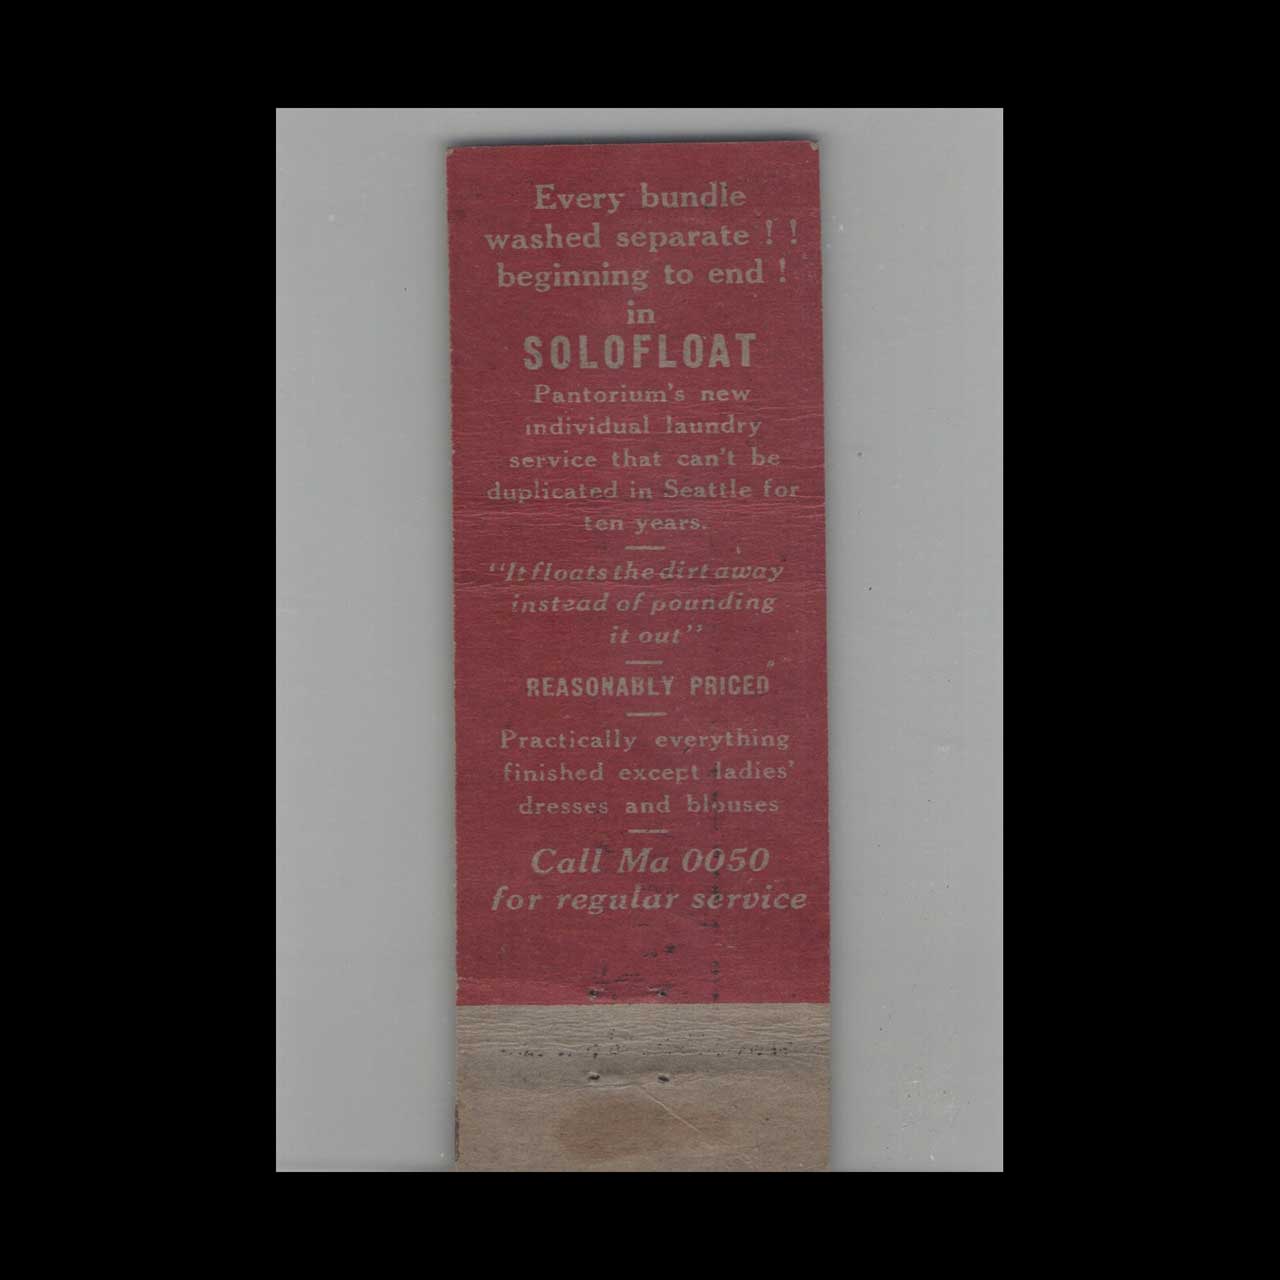 Every bundle
washed separate ! !
beginning to end !
in
SOLOFLOAT
Pantorium's new
individual laundry
service that can't be
duplicated in Seattle for
ten years.
"It floats the dirt away
instead of pounding
it out"
REASONABLY PRICED
Practically everything
finished except ladies'
dresses and blouses
Call Ma 0050
for regular service